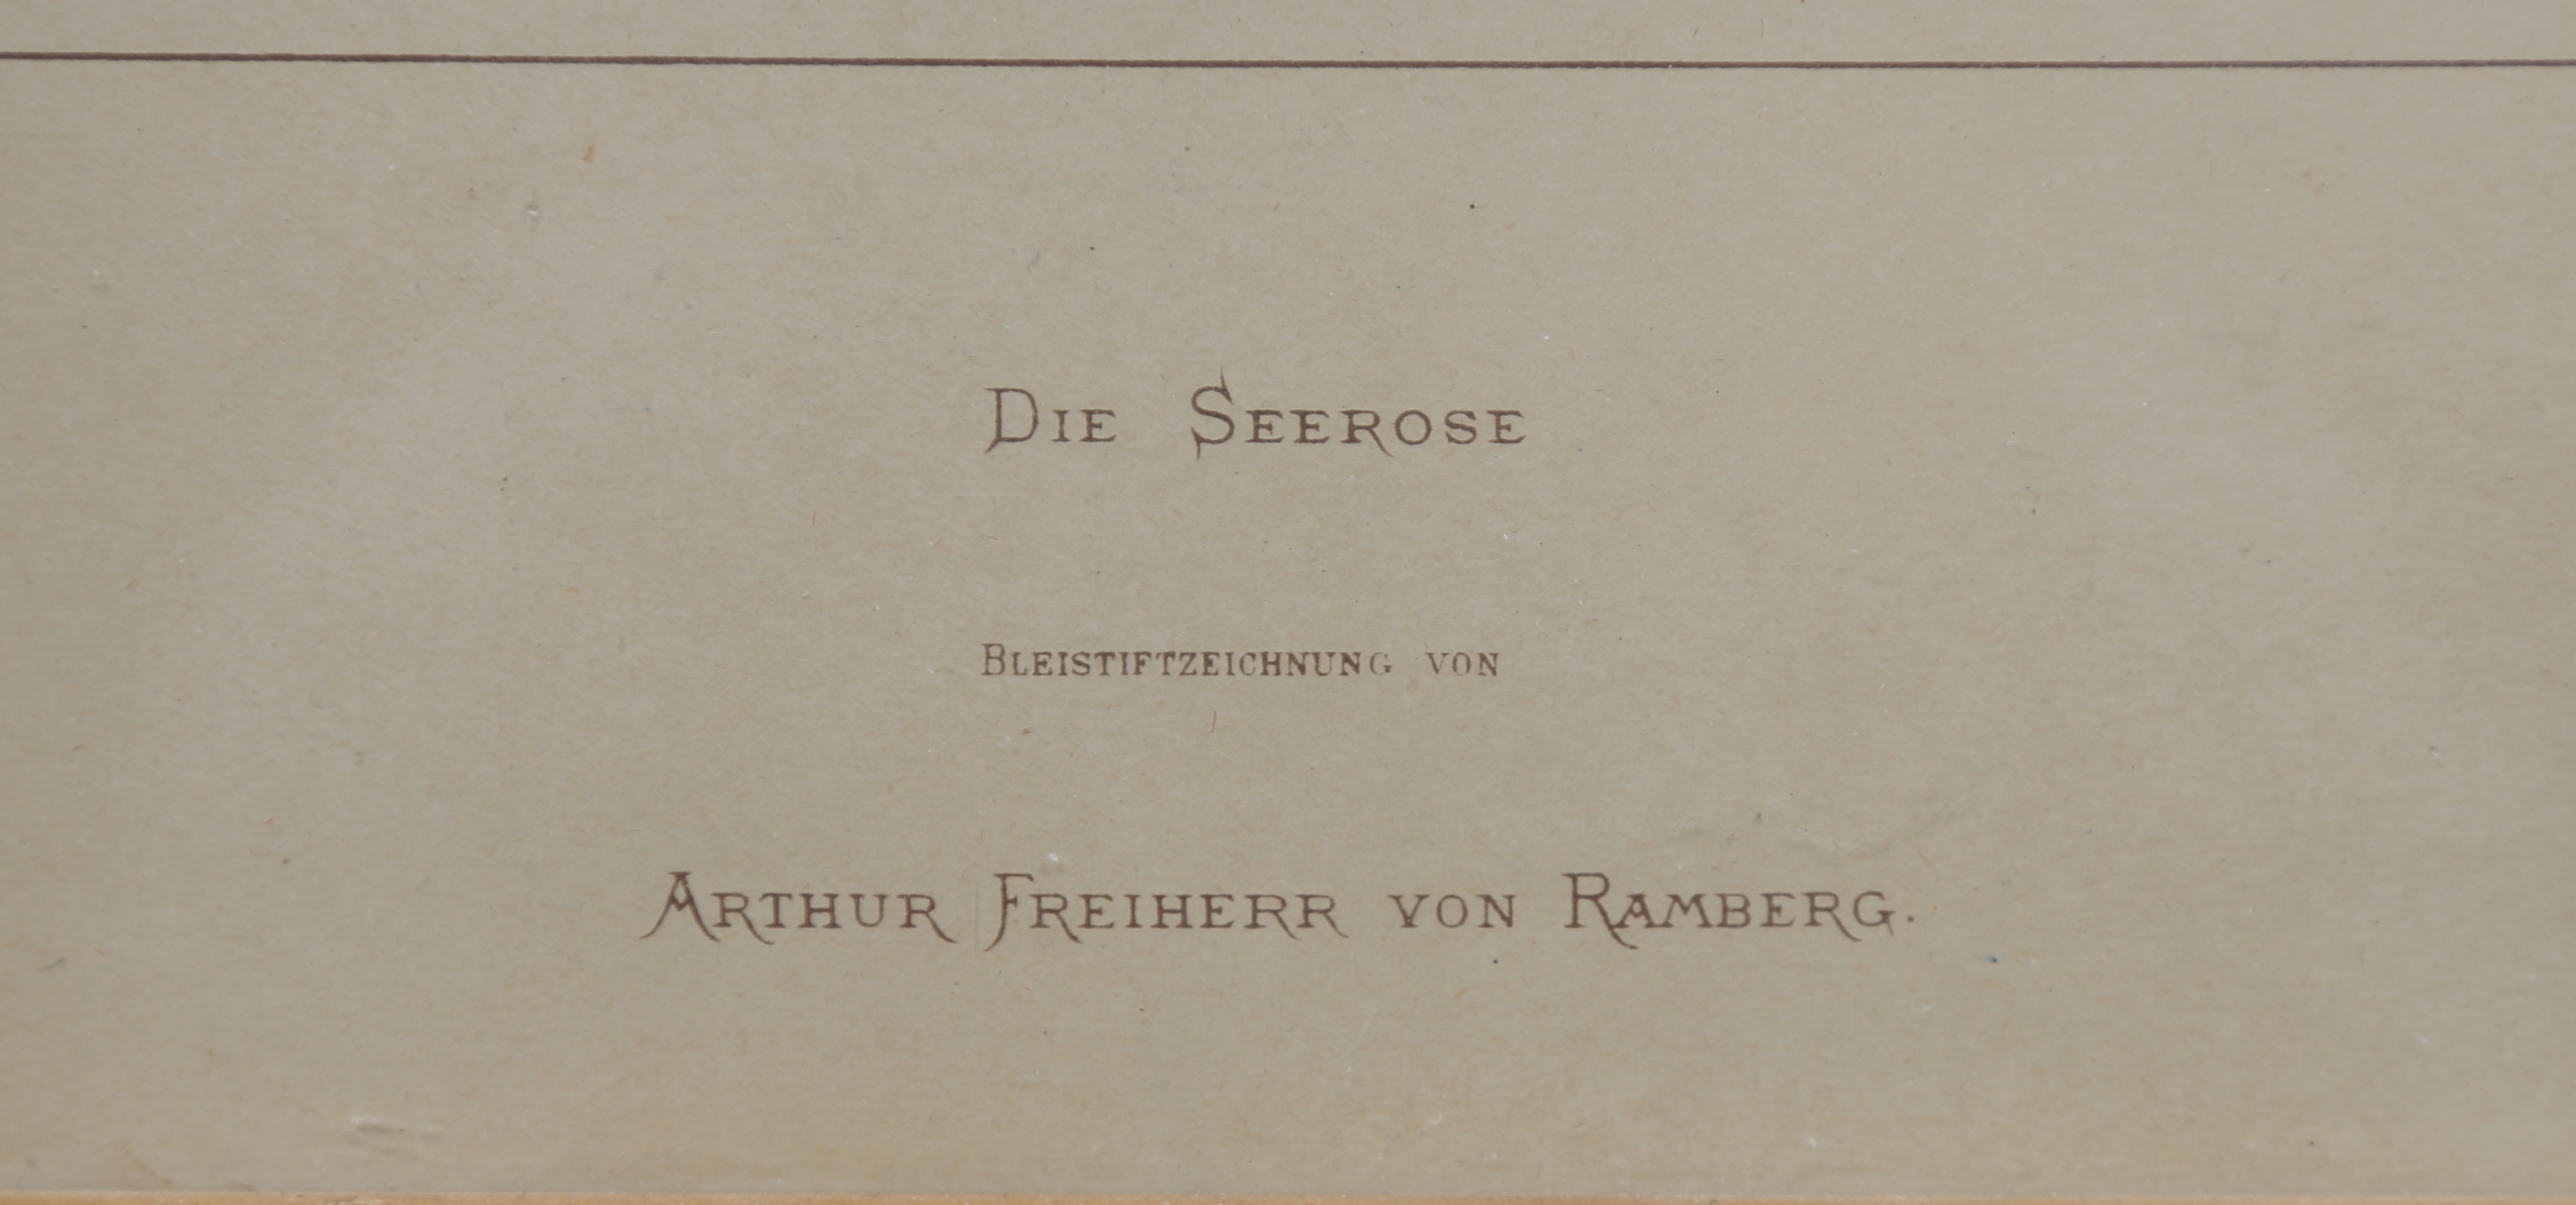 Die Seerose
Bleistiftzeichnung von
Arthur Freiherr von Ramberg.